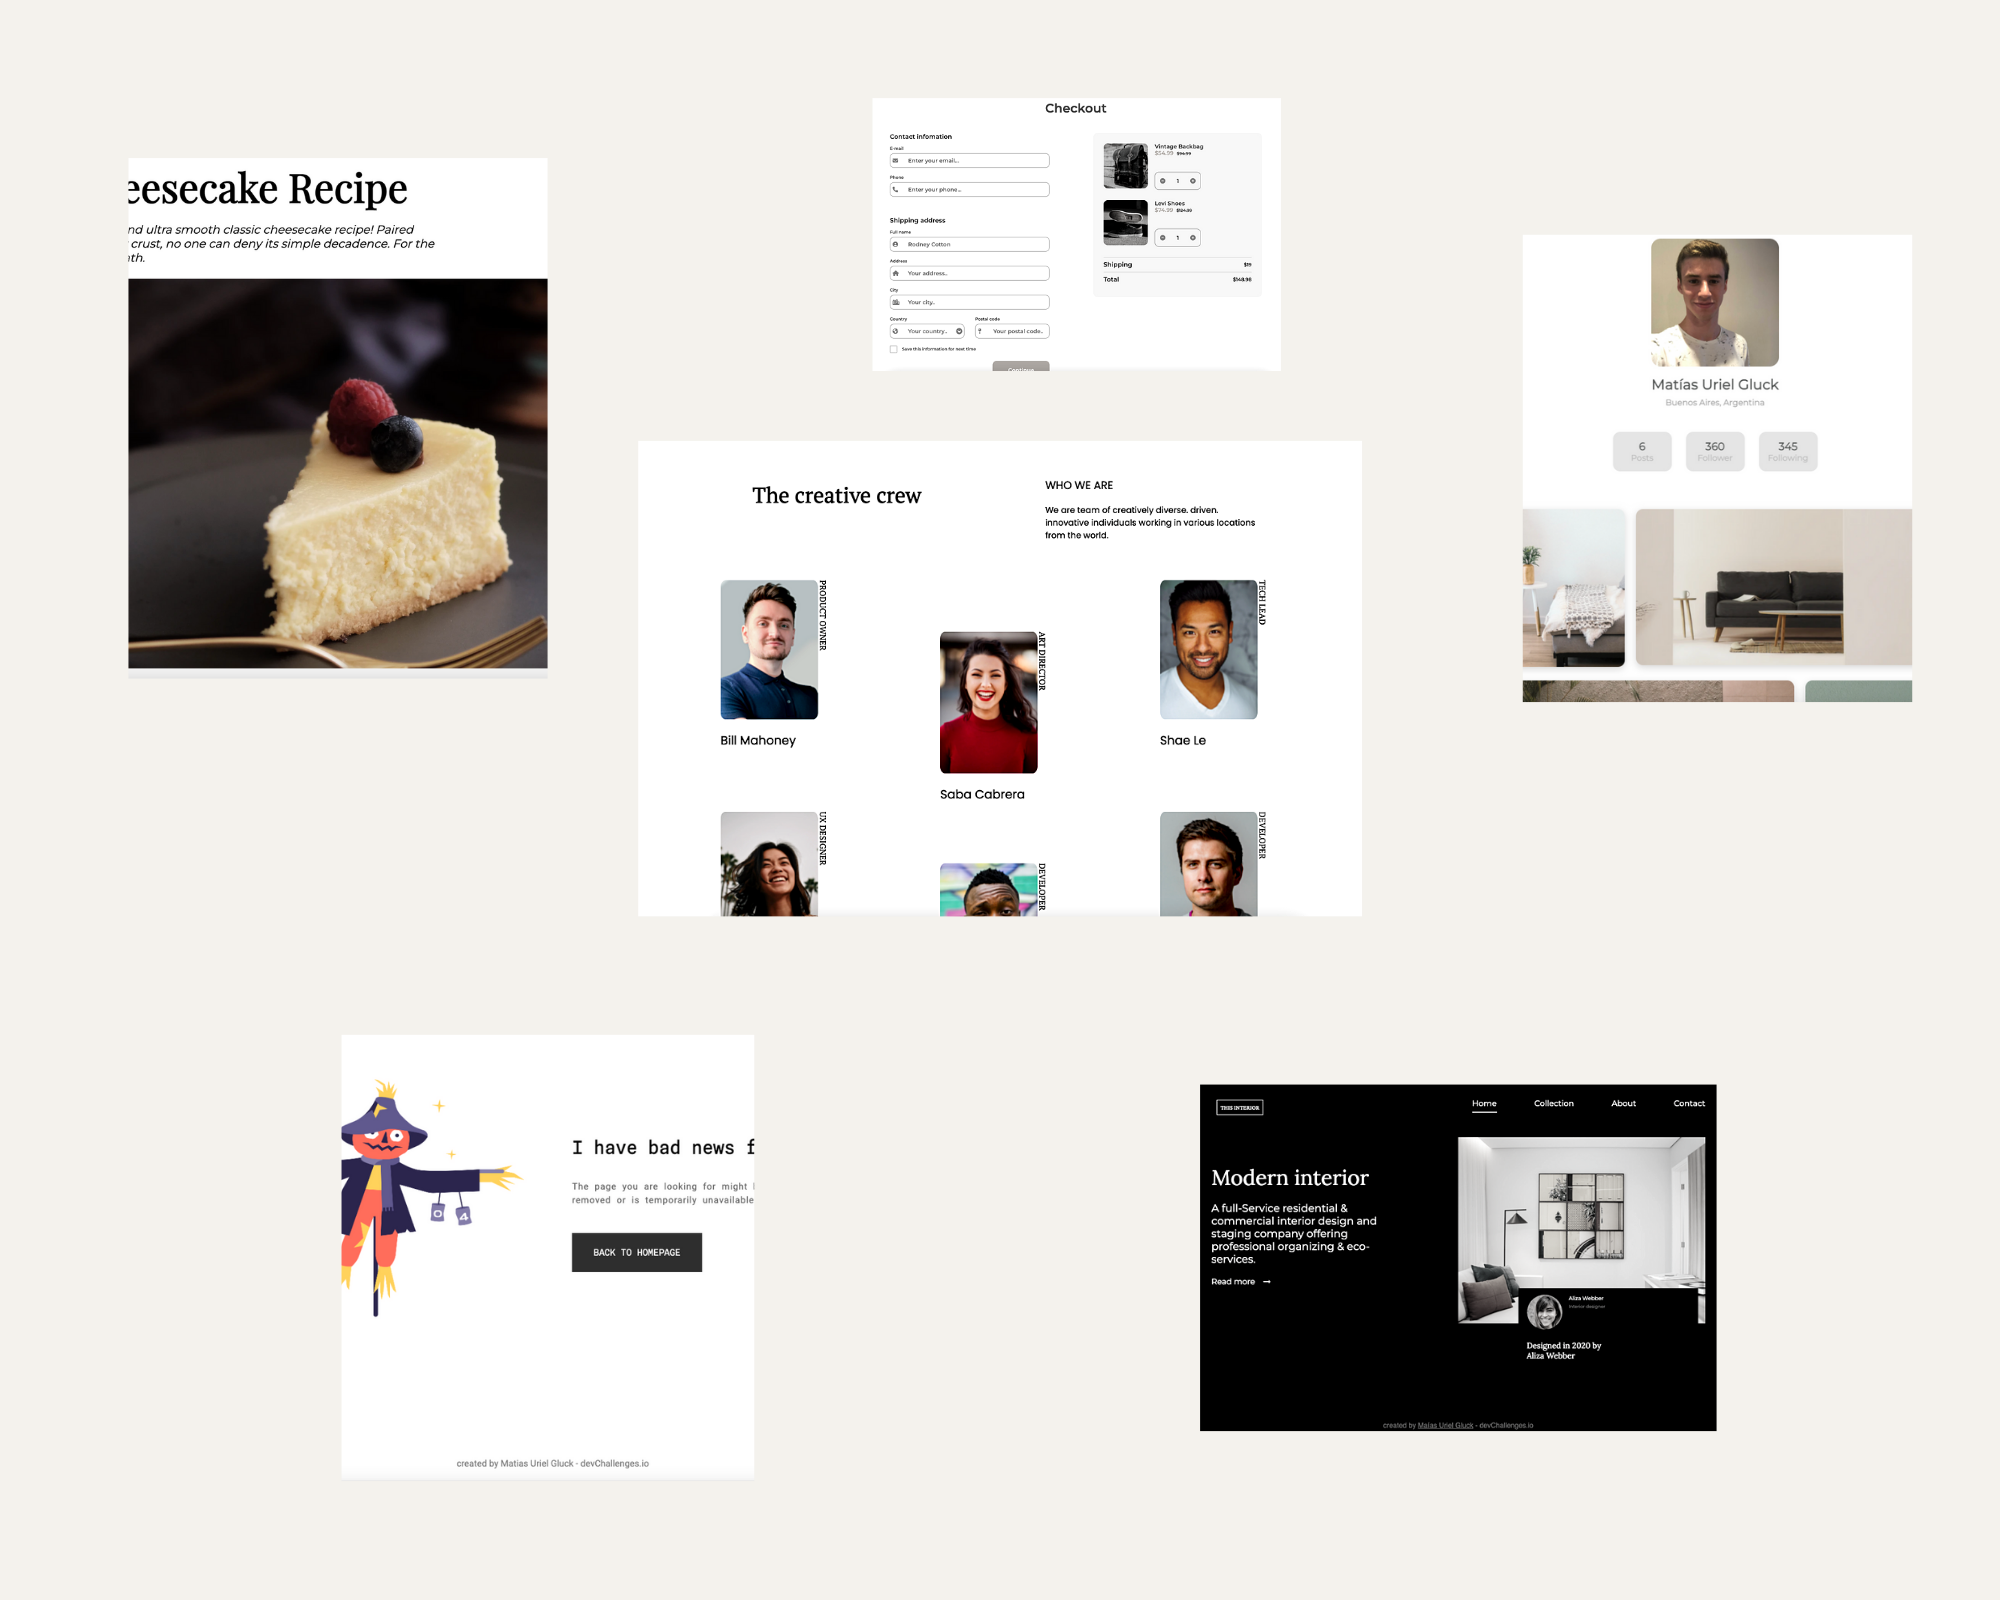 eesecake Recipe
nd ultra smooth classic cheesecake recipe! Paired
crust, no one can deny its simple decadence. For the
ath.
Checkout
Contact infomation
E-mail
Enter your email...
Phone
Enter your phone...
Shipping address
Full name
Rodney Cotton
Address
Your address..
City
Your city..
Country
Postal code
Your country..
Your postal code..
Save this information for next time
Continue
Vintage Backbag
$54.99 $94.99
1
Levi Shoes
$74.99 $124.99
1
Shipping $19
Total $148.98
Matías Uriel Gluck
Buenos Aires, Argentina
6
Posts
360
Follower
345
Following
The creative crew
WHO WE ARE
We are team of creatively diverse. driven.
innovative individuals working in various locations
from the world.
PRODUCT OWNER
Bill Mahoney
ART DIRECTOR
Saba Cabrera
TECH LEAD
Shae Le
UX DESIGNER
DEVELOPER
DEVELOPER
0 4
I have bad news f
The page you are looking for might
removed or is temporarily unavailable
BACK TO HOMEPAGE
created by Matias Uriel Gluck - devChallenges.io
THIS INTERIOR
Home
Collection
About
Contact
Modern interior
A full-Service residential &
commercial interior design and
staging company offering
professional organizing & eco-
services.
Read more →
Aliza Webber
Interior designer
Designed in 2020 by
Aliza Webber
created by Maias Uriel Gluck - devChallenges.io